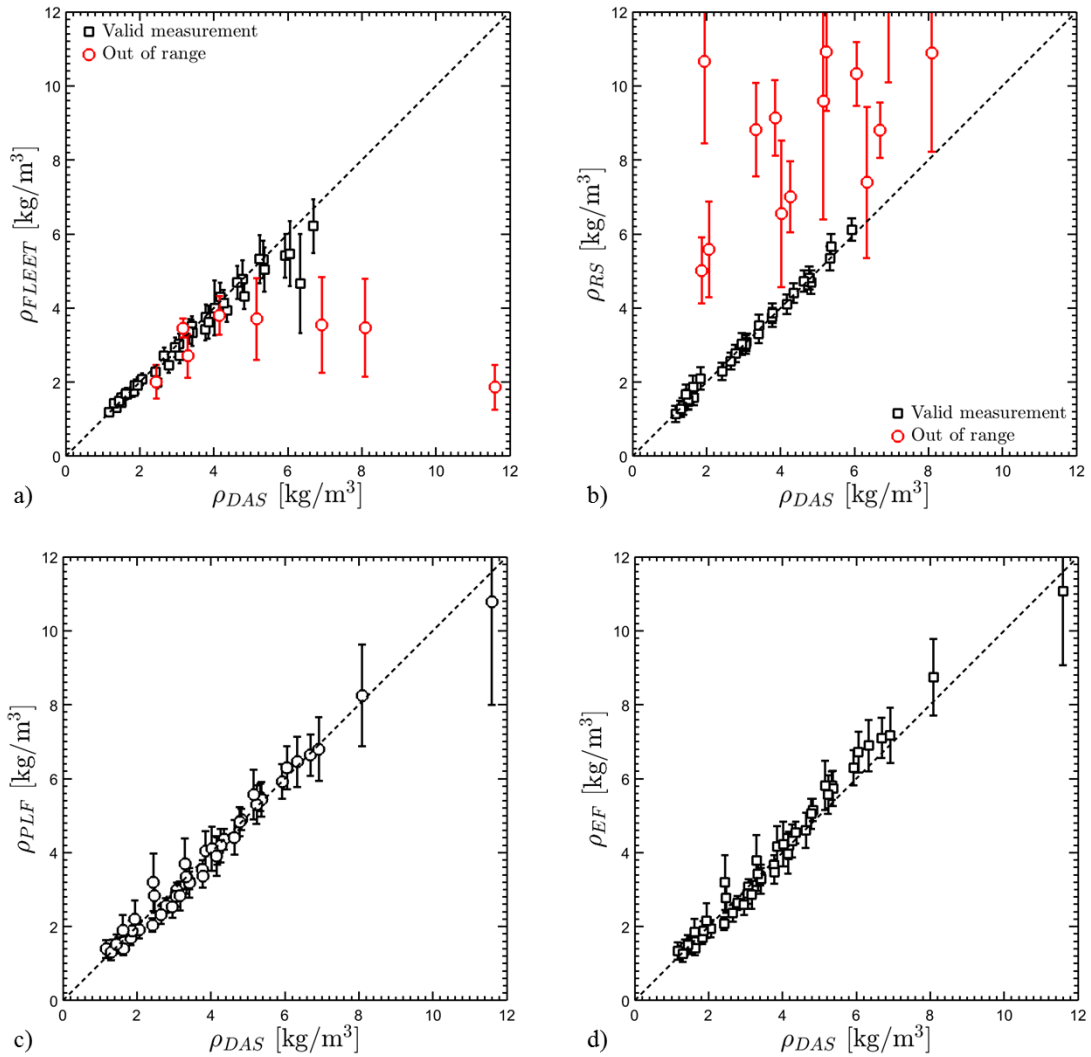 12
10
8
6
4
2
0
ρFLEET [kg/m³]
Valid measurement
Out of range
0 2 4 6 8 10 12
a) ρDAS [kg/m³]
12
10
8
6
4
2
0
ρRS [kg/m³]
Valid measurement
Out of range
0 2 4 6 8 10 12
b) ρDAS [kg/m³]
12
10
8
6
4
2
0
ρPLF [kg/m³]
0 2 4 6 8 10 12
c) ρDAS [kg/m³]
12
10
8
6
4
2
0
ρEF [kg/m³]
0 2 4 6 8 10 12
d) ρDAS [kg/m³]